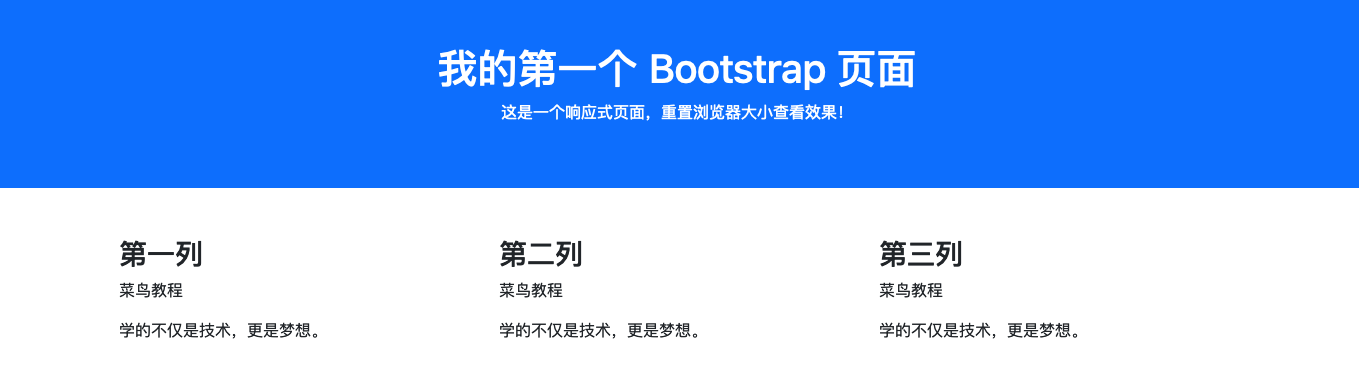 我的第一个 Bootstrap 页面
这是一个响应式页面，重置浏览器大小查看效果！
第一列
菜鸟教程
学的不仅是技术，更是梦想。
第二列
菜鸟教程
学的不仅是技术，更是梦想。
第三列
菜鸟教程
学的不仅是技术，更是梦想。